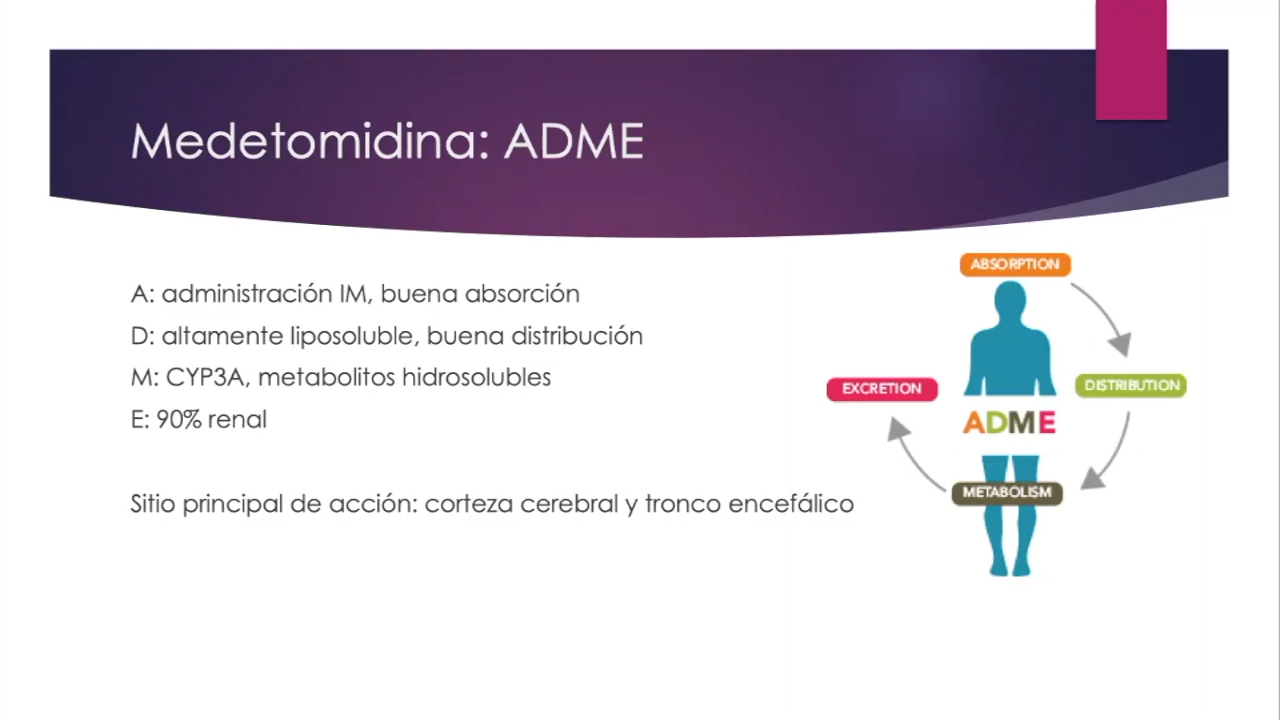 Medetomidina: ADME
A: administración IM, buena absorción
D: altamente liposoluble, buena distribución
M: CYP3A, metabolitos hidrosolubles
E: 90% renal
Sitio principal de acción: corteza cerebral y tronco encefálico
ABSORPTION
EXCRETION
DISTRIBUTION
ADME
METABOLISM